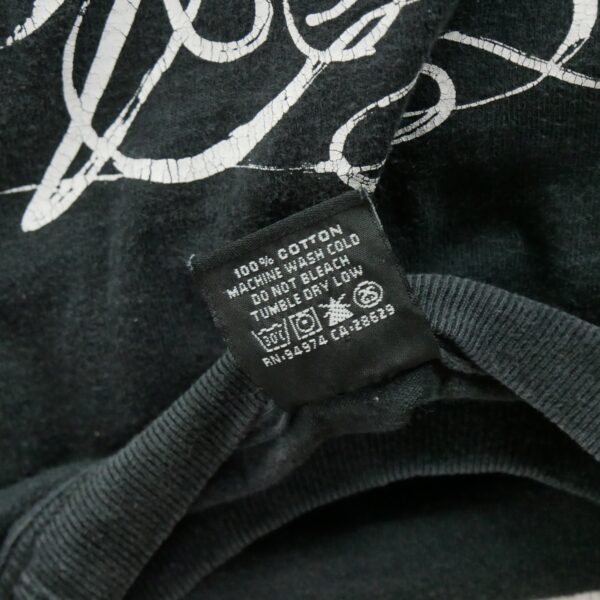 100% COTTON
MACHINE WASH COLD
DO NOT BLEACH
TUMBLE DRY LOW
30℃
RN:94974 CA:28629